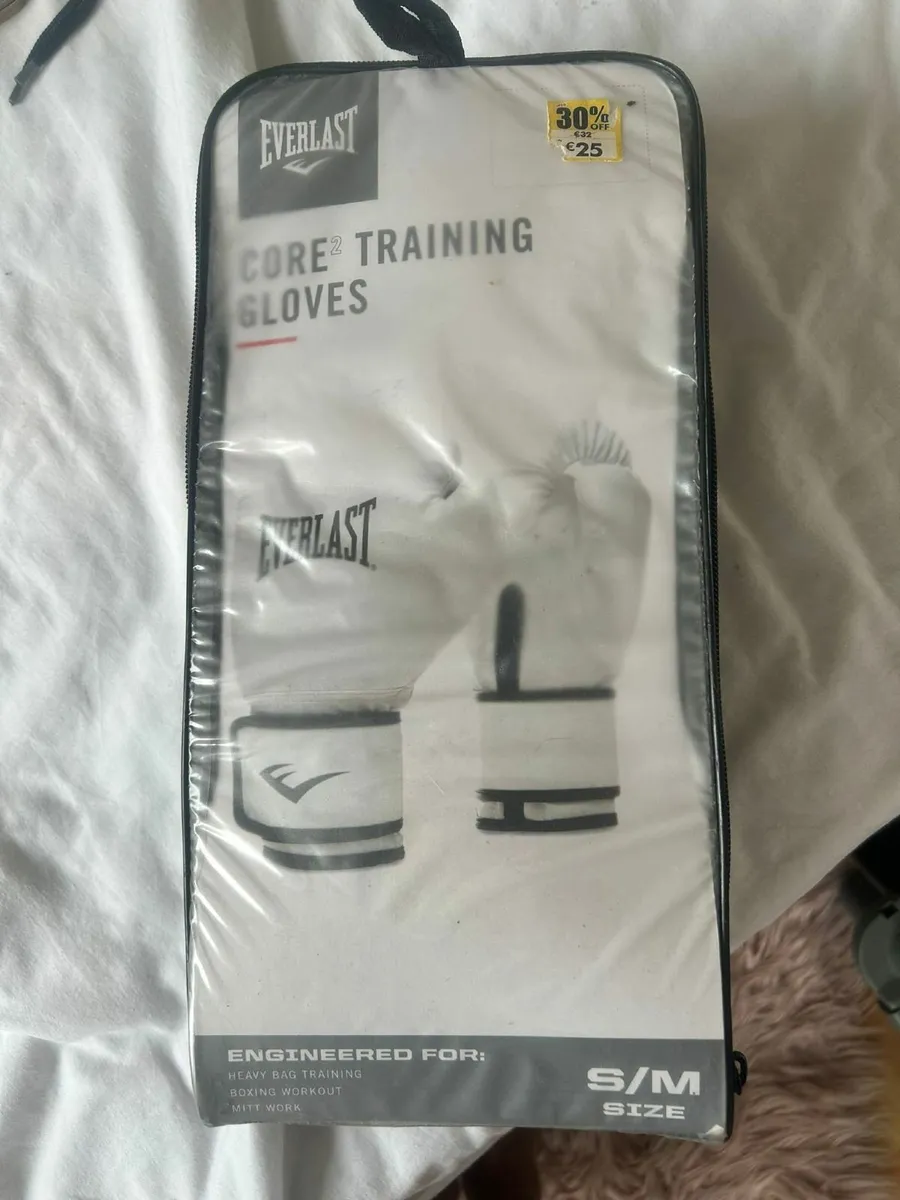 EVERLAST
30%
OFF
€32
€25
CORE² TRAINING
GLOVES
EVERLAST
ENGINEERED FOR:
HEAVY BAG TRAINING
BOXING WORKOUT
MITT WORK
S/M
SIZE